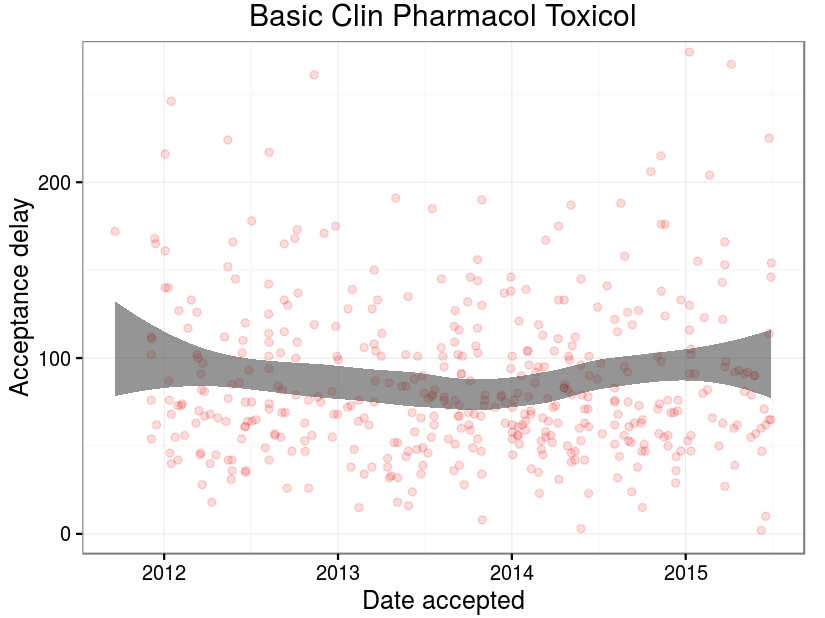 Basic Clin Pharmacol Toxicol
Acceptance delay
200
100
0
2012 2013 2014 2015
Date accepted